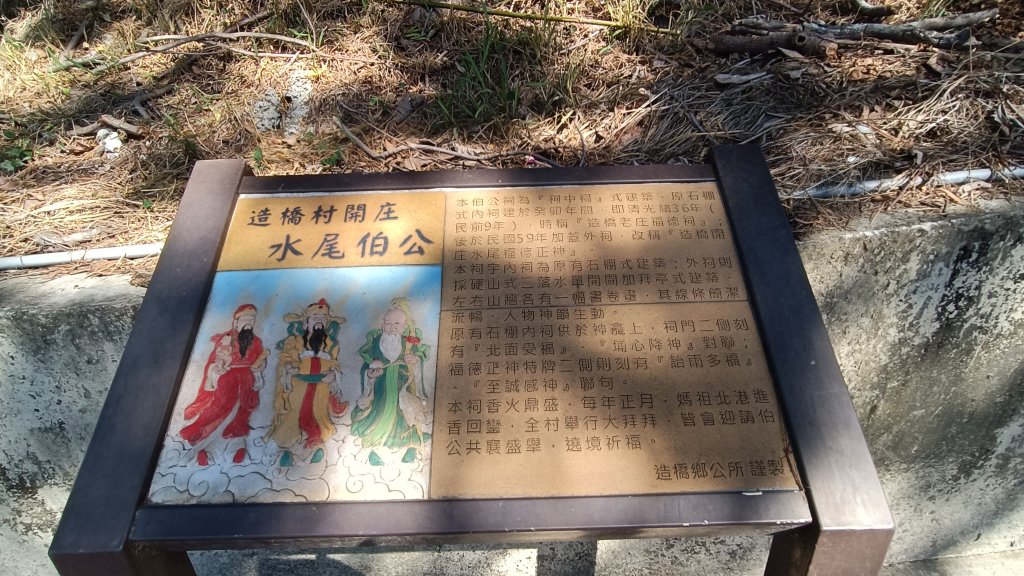 造橋村開庄
水尾伯公
本伯公祠為『祠中祠』式建築，原石棚
式內祠建於癸卯年間，即清光緒36年（
民前9年），時稱『造橋老庄福德祠』；
後於民國59年加蓋外祠，改稱『造橋開
庄水尾福德正神』。
本祠宇內祠為原有石棚式建築；外祠則
採硬山式二落水單開間加拜亭式建築，
左右山牆各有一幅書卷畫，其線條簡潔
流暢、人物神韻生動。
原有石棚內祠供於神龕上，祠門二側刻
有『北面受福』、『埔心降神』對聯；
福德正神特牌二側則刻有『詒雨多福』
、『至誠感神』聯句。
本祠香火鼎盛，每年正月，媽祖北港進
香回鑾，全村舉行大拜拜，皆會迎請伯
公共襄盛舉，遶境祈福。
造橋鄉公所 謹製